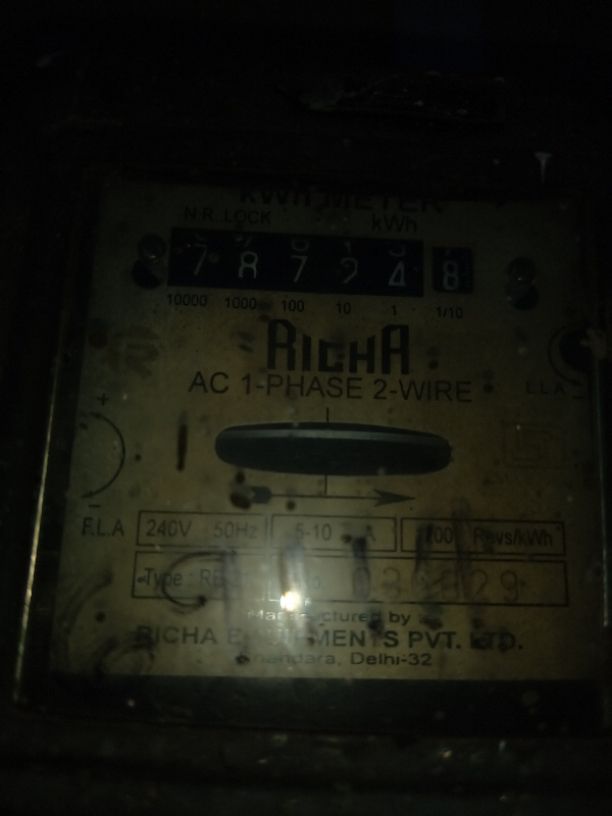 kWh METER
N.R. LOCK kWh
7 8 7 2 4 8
10000 1000 100 10 1 1/10
RICHA
AC 1-PHASE 2-WIRE
L.L.A
+
-
F.L.A 240V 50Hz 5-10 A Revs/kWh
Type :
Manufactured by
RICHA EQUIPMENTS PVT. LTD.
Delhi-32